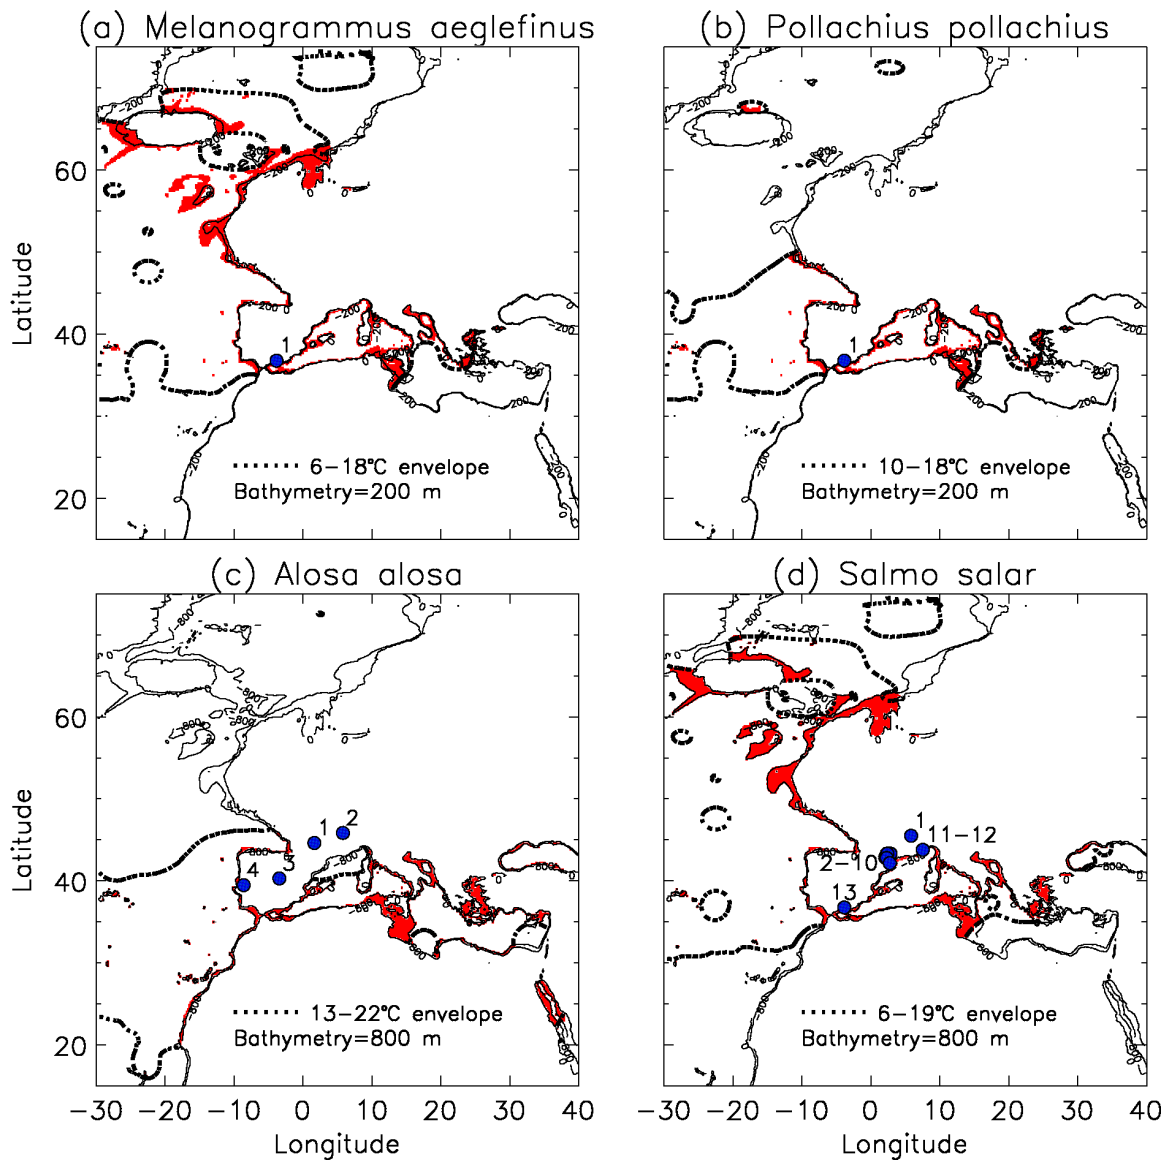 (a) Melanogrammus aeglefinus
(b) Pollachius pollachius
Latitude
60
40
20
1
6−18°C envelope
Bathymetry=200 m
1
10−18°C envelope
Bathymetry=200 m
(c) Alosa alosa
(d) Salmo salar
Latitude
60
40
20
1
2
3
4
13−22°C envelope
Bathymetry=800 m
1
11−12
2−10
13
6−19°C envelope
Bathymetry=800 m
−30 −20 −10 0 10 20 30 40
−30 −20 −10 0 10 20 30 40
Longitude
Longitude